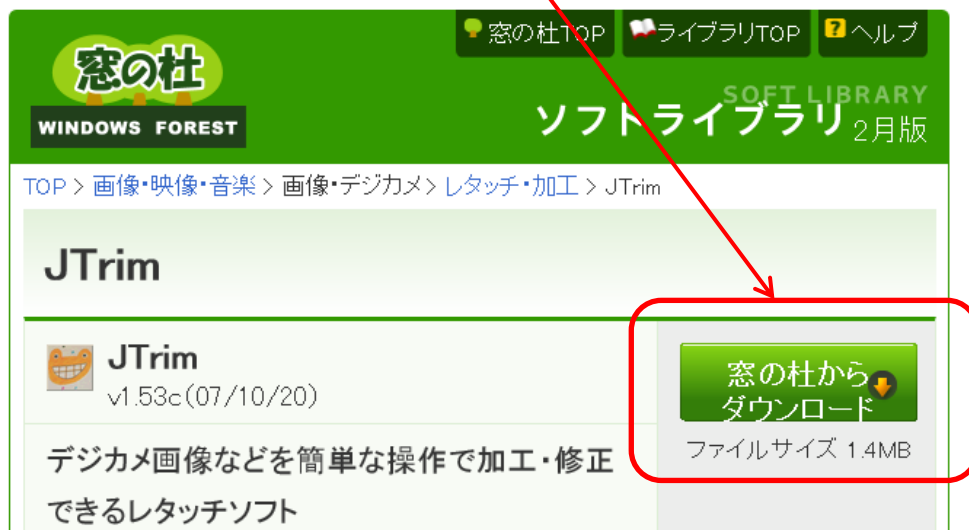 窓の杜TOP ライブラリTOP ? ヘルプ
窓の杜
WINDOWS FOREST
SOFT LIBRARY
ソフトライブラリ 2月版
TOP > 画像・映像・音楽 > 画像・デジカメ > レタッチ・加工 > JTrim
JTrim
JTrim
v1.53c(07/10/20)
窓の杜から
ダウンロード
ファイルサイズ 1.4MB
デジカメ画像などを簡単な操作で加工・修正
できるレタッチソフト